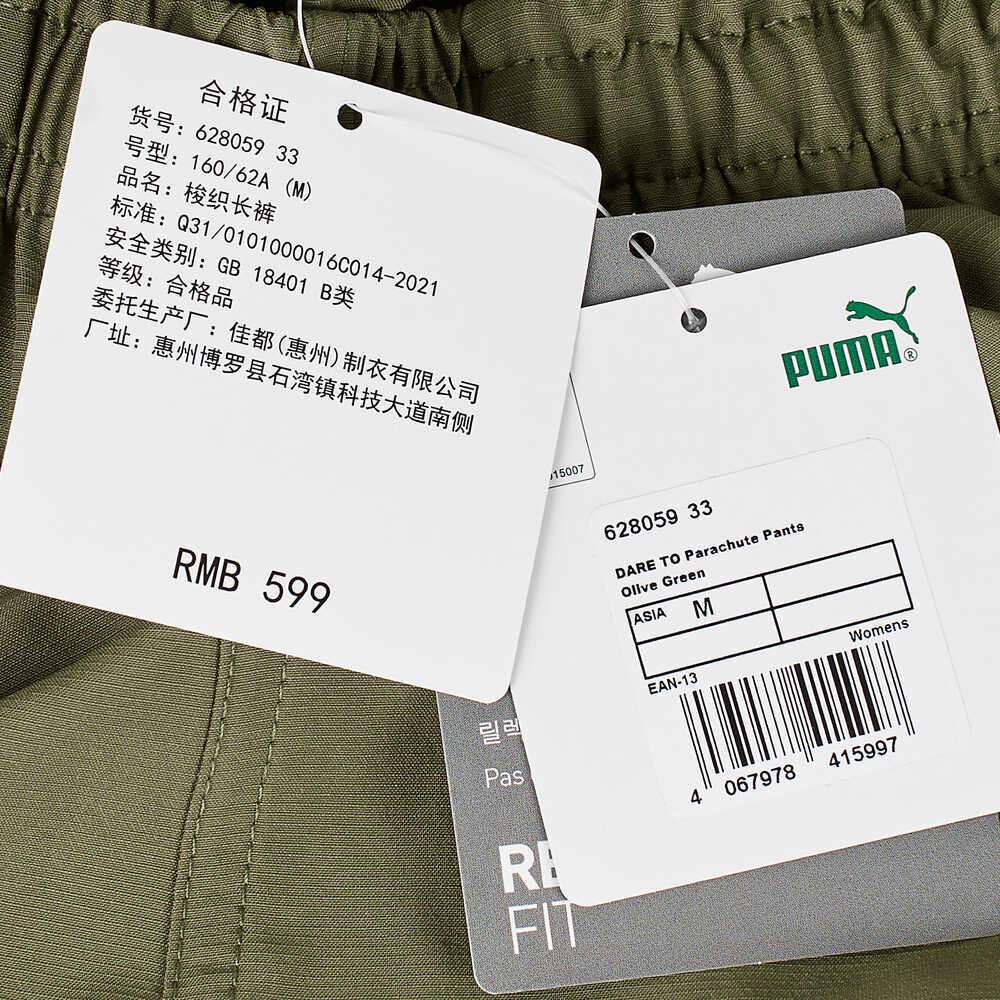 合格证
货号: 628059 33
号型: 160/62A (M)
品名: 梭织长裤
标准: Q31/0101000016C014-2021
安全类别: GB 18401 B类
等级: 合格品
委托生产厂: 佳都(惠州)制衣有限公司
厂址: 惠州博罗县石湾镇科技大道南侧
RMB 599
PUMA®
15007
628059 33
DARE TO Parachute Pants
Olive Green
ASIA M
Womens
EAN-13
4 067978 415997
릴렉
Pas
RE
FIT